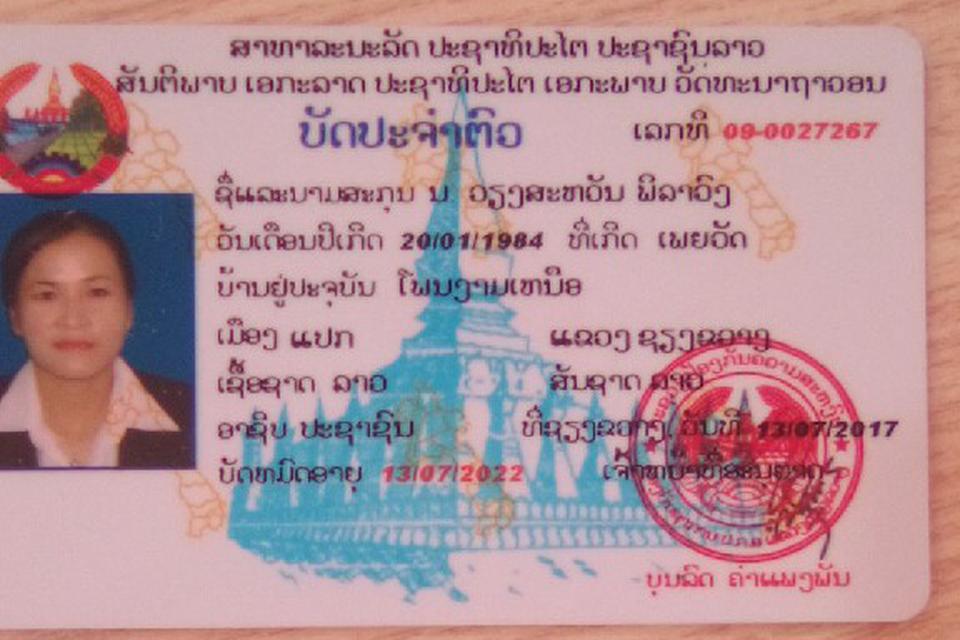 ສາທາລະນະລັດ ປະຊາທິປະໄຕ ປະຊາຊົນລາວ
ສັນຕິພາບ ເອກະລາດ ປະຊາທິປະໄຕ ເອກະພາບ ວັດທະນາຖາວອນ
ບັດປະຈຳຕົວ
ເລກທີ 09-0027267
ຊື່ແລະນາມສະກຸນ ນ. ວຽງສະຫວັນ ພິລາວົງ
ວັນເດືອນປີເກີດ 20/01/1984 ທີ່ເກີດ ເພຍວັດ
ບ້ານຢູ່ປະຈຸບັນ ໂພນງາມເຫນືອ
ເມືອງ ແປກ ແຂວງ ຊຽງຂວາງ
ເຊື້ອຊາດ ລາວ ສັນຊາດ ລາວ
ອາຊີບ ປະຊາຊົນ ທີ່ຊຽງຂວາງ, ວັນທີ 13/07/2017
ບັດຫມົດອາຍຸ 13/07/2022 ເຈົ້າຫນ້າທີ່ອອກບັດ
ບຸນລົດ ຄຳແພງພັນ